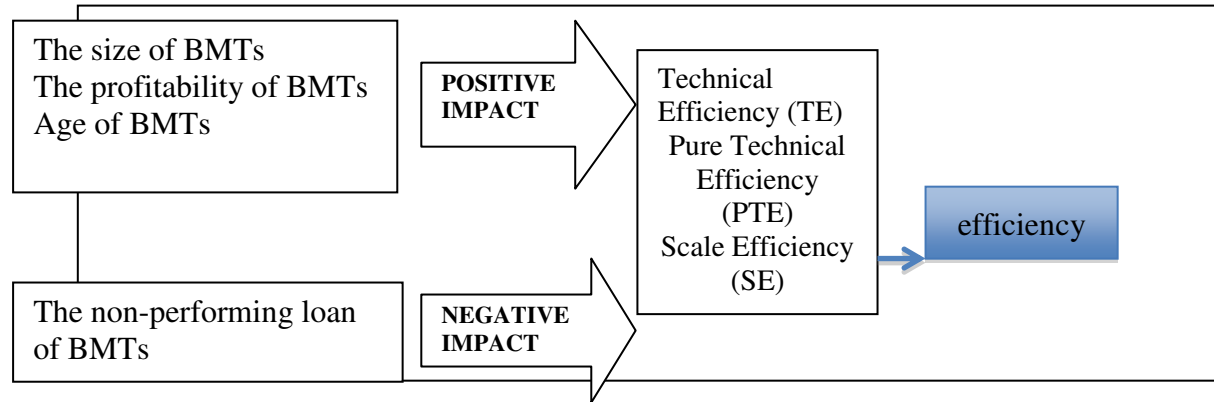 The size of BMTs
The profitability of BMTs
Age of BMTs
POSITIVE
IMPACT
Technical
Efficiency (TE)
Pure Technical
Efficiency
(PTE)
Scale Efficiency
(SE)
efficiency
The non-performing loan
of BMTs
NEGATIVE
IMPACT